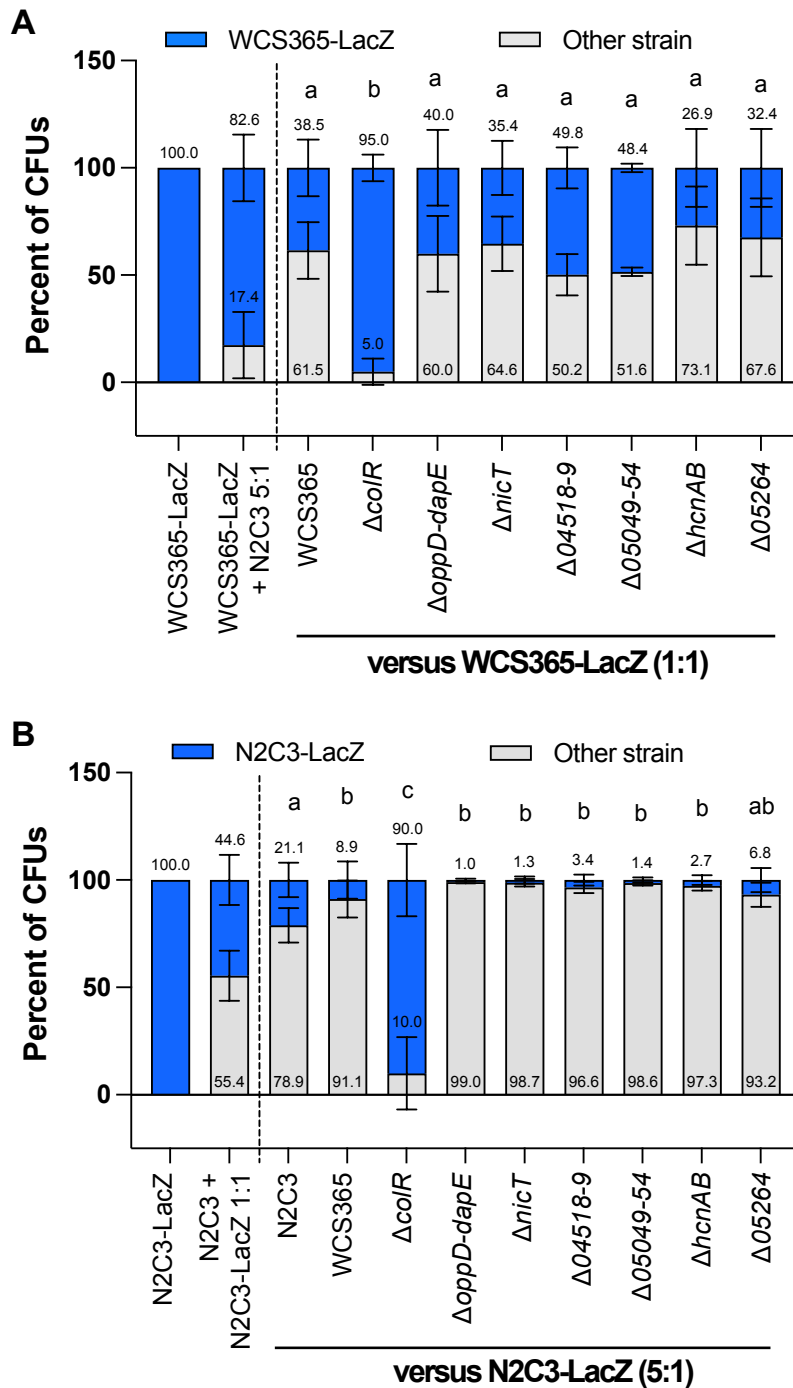 A
WCS365-LacZ
Other strain
Percent of CFUs
150
100
50
0
100.0
82.6
17.4
a
38.5
61.5
b
95.0
5.0
a
40.0
60.0
a
35.4
64.6
a
49.8
50.2
a
48.4
51.6
a
26.9
73.1
a
32.4
67.6
WCS365-LacZ
WCS365-LacZ
+ N2C3 5:1
WCS365
ΔcolR
ΔoppD-dapE
ΔnicT
Δ04518-9
Δ05049-54
ΔhcnAB
Δ05264
versus WCS365-LacZ (1:1)
B
N2C3-LacZ
Other strain
Percent of CFUs
150
100
50
0
100.0
44.6
55.4
a
21.1
78.9
b
8.9
91.1
c
90.0
10.0
b
1.0
99.0
b
1.3
98.7
b
3.4
96.6
b
1.4
98.6
b
2.7
97.3
ab
6.8
93.2
N2C3-LacZ
N2C3 +
N2C3-LacZ 1:1
N2C3
WCS365
ΔcolR
ΔoppD-dapE
ΔnicT
Δ04518-9
Δ05049-54
ΔhcnAB
Δ05264
versus N2C3-LacZ (5:1)